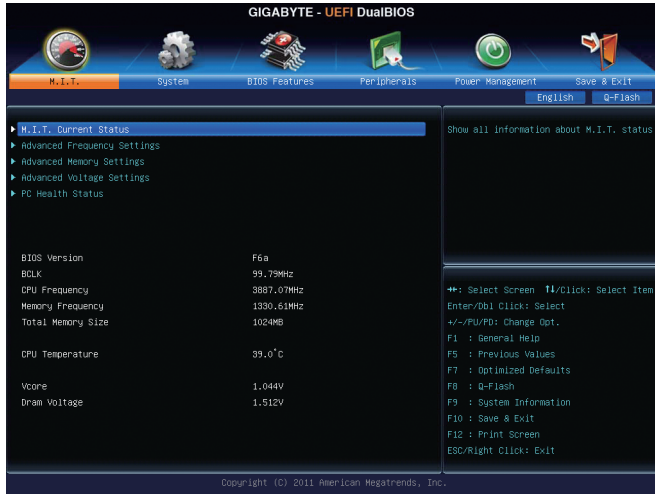 GIGABYTE - UEFI DualBIOS
M.I.T. System BIOS Features Peripherals Power Management Save & Exit
English Q-Flash
M.I.T. Current Status
Advanced Frequency Settings
Advanced Memory Settings
Advanced Voltage Settings
PC Health Status
BIOS Version F6a
BCLK 99.79MHz
CPU Frequency 3887.07MHz
Memory Frequency 1330.61MHz
Total Memory Size 1024MB
CPU Temperature 39.0°C
Vcore 1.044V
Dram Voltage 1.512V
Show all information about M.I.T. status
→←: Select Screen ↑↓/Click: Select Item
Enter/Dbl Click: Select
+/-/PU/PD: Change Opt.
F1 : General Help
F5 : Previous Values
F7 : Optimized Defaults
F8 : Q-Flash
F9 : System Information
F10 : Save & Exit
F12 : Print Screen
ESC/Right Click: Exit
Copyright (C) 2011 American Megatrends, Inc.